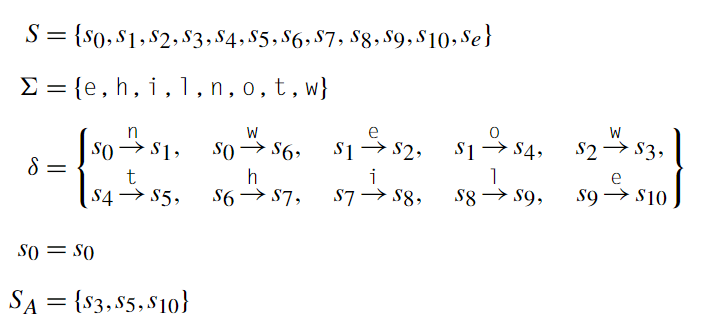 S = {s0, s1, s2, s3, s4, s5, s6, s7, s8, s9, s10, se}
Σ = {e, h, i, l, n, o, t, w}
δ = { s0 →n s1, s0 →w s6, s1 →e s2, s1 →o s4, s2 →w s3,
s4 →t s5, s6 →h s7, s7 →i s8, s8 →l s9, s9 →e s10 }
s0 = s0
SA = {s3, s5, s10}